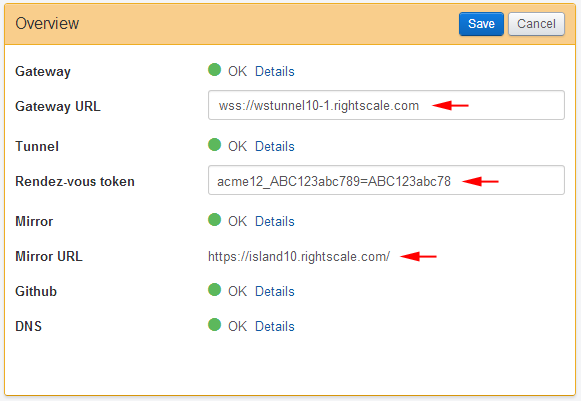 Overview Save Cancel
Gateway OK Details
Gateway URL wss://wstunnel10-1.rightscale.com
Tunnel OK Details
Rendez-vous token acme12_ABC123abc789=ABC123abc78
Mirror OK Details
Mirror URL https://island10.rightscale.com/
Github OK Details
DNS OK Details